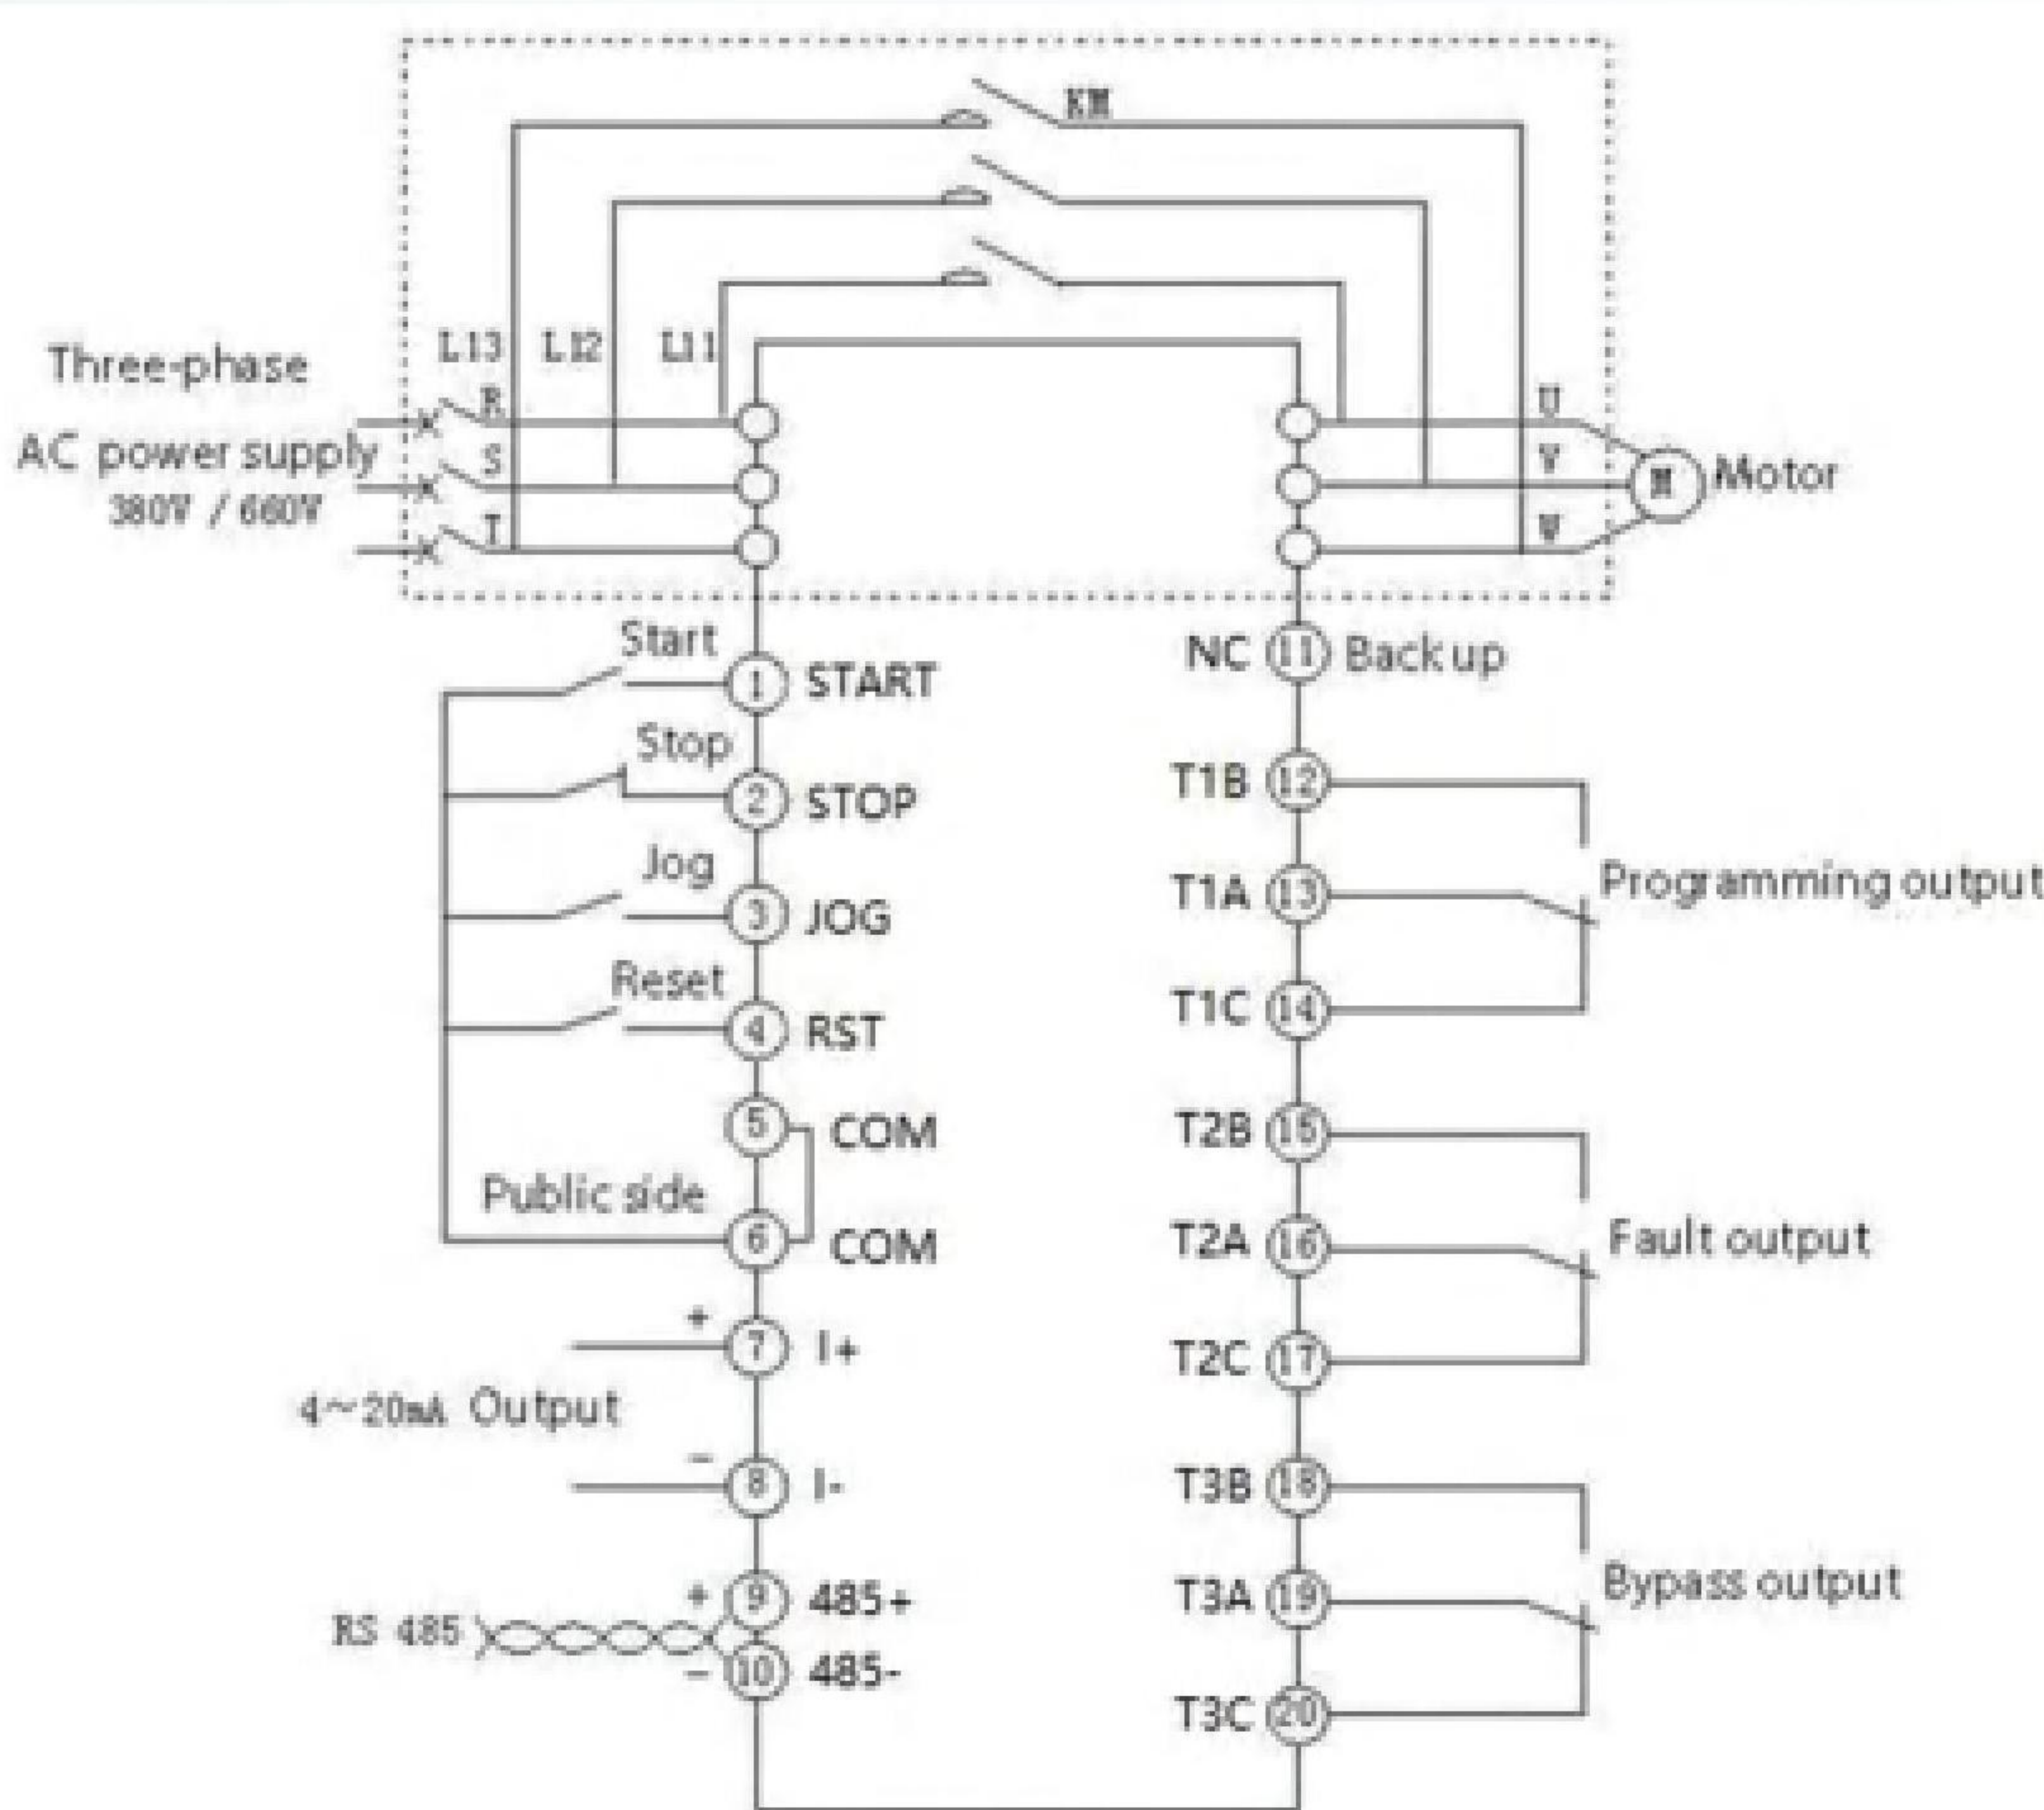 KM
L13 L12 L11
Three-phase
AC power supply
380V / 660V
R
S
T
U
V
W
M
Motor
Start
1 START
Stop
2 STOP
Jog
3 JOG
Reset
4 RST
5 COM
Public side
6 COM
+
7 I+
4~20mA Output
-
8 I-
RS 485
+
9 485+
-
10 485-
NC 11 Back up
T1B 12
T1A 13
Programming output
T1C 14
T2B 15
T2A 16
Fault output
T2C 17
T3B 18
T3A 19
Bypass output
T3C 20